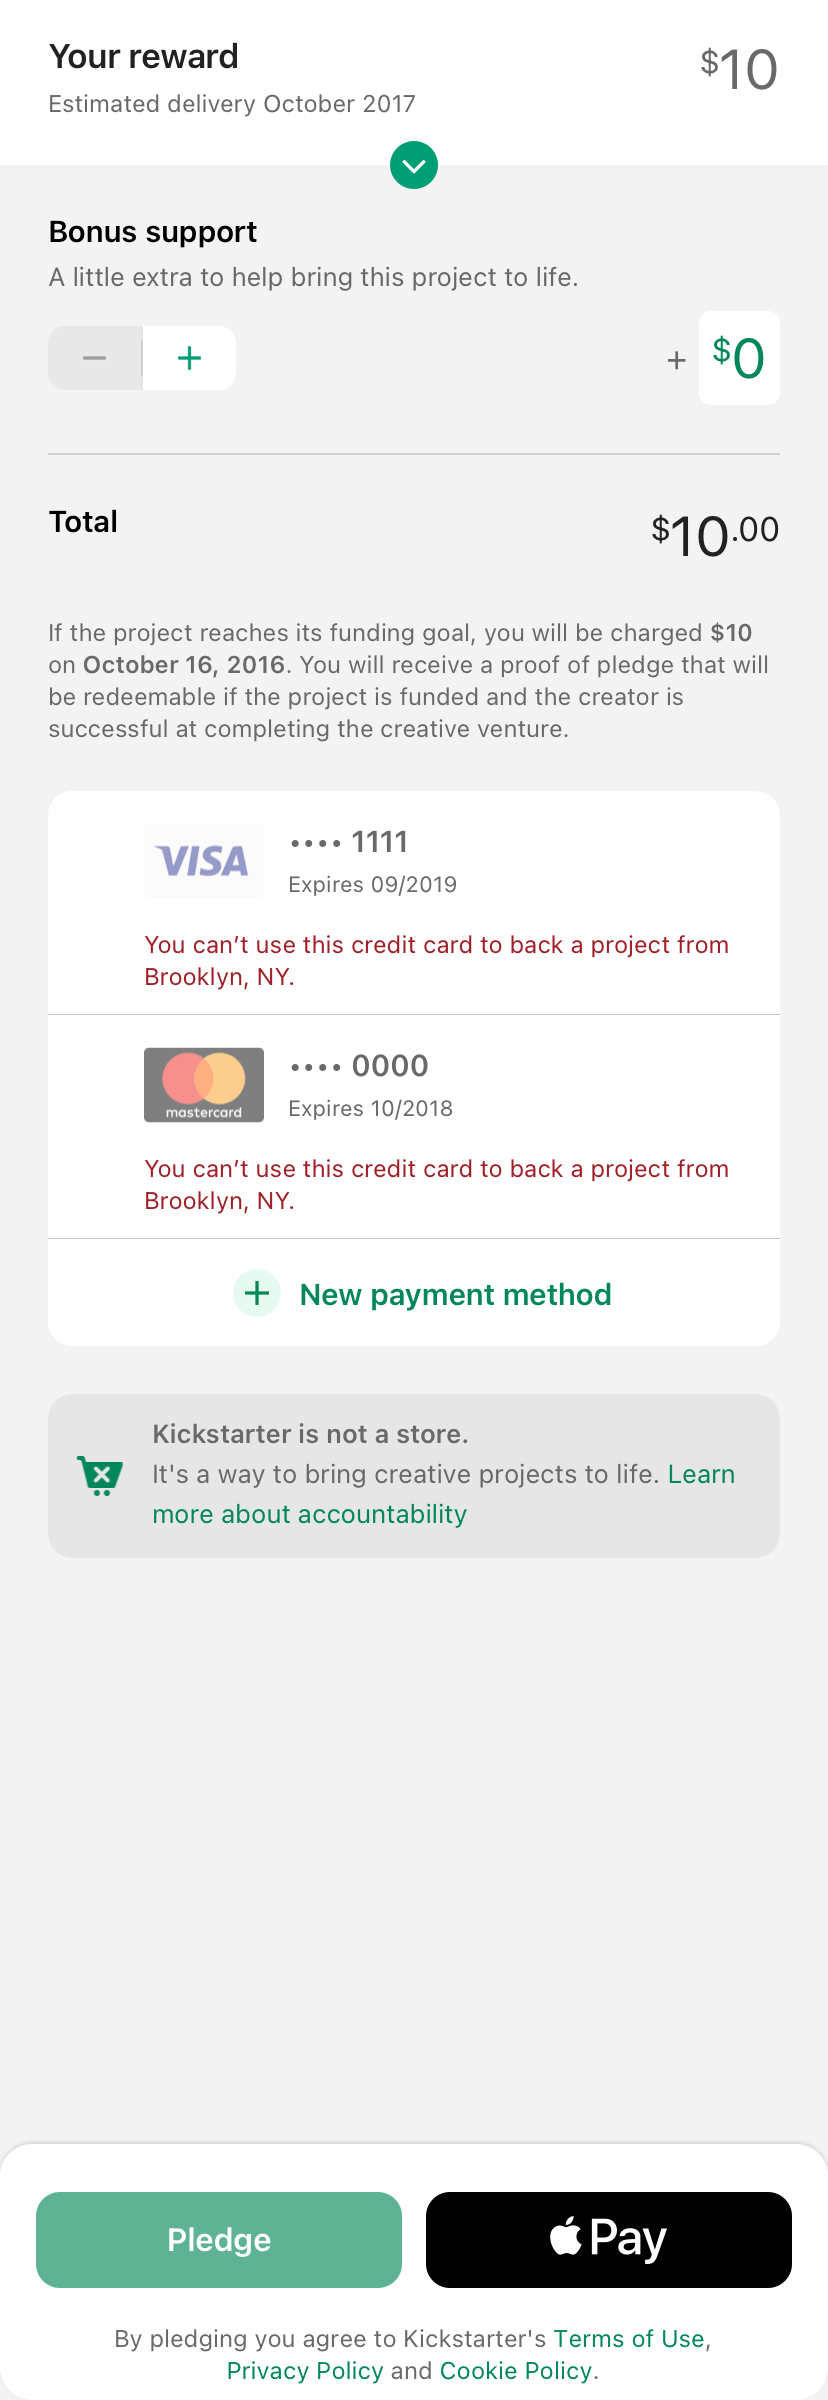 Your reward
$10
Estimated delivery October 2017
Bonus support
A little extra to help bring this project to life.
− +
+ $0
Total
$10.00
If the project reaches its funding goal, you will be charged $10
on October 16, 2016. You will receive a proof of pledge that will
be redeemable if the project is funded and the creator is
successful at completing the creative venture.
VISA
•••• 1111
Expires 09/2019
You can’t use this credit card to back a project from
Brooklyn, NY.
mastercard
•••• 0000
Expires 10/2018
You can’t use this credit card to back a project from
Brooklyn, NY.
+ New payment method
Kickstarter is not a store.
It's a way to bring creative projects to life. Learn
more about accountability
Pledge
Pay
By pledging you agree to Kickstarter's Terms of Use,
Privacy Policy and Cookie Policy.